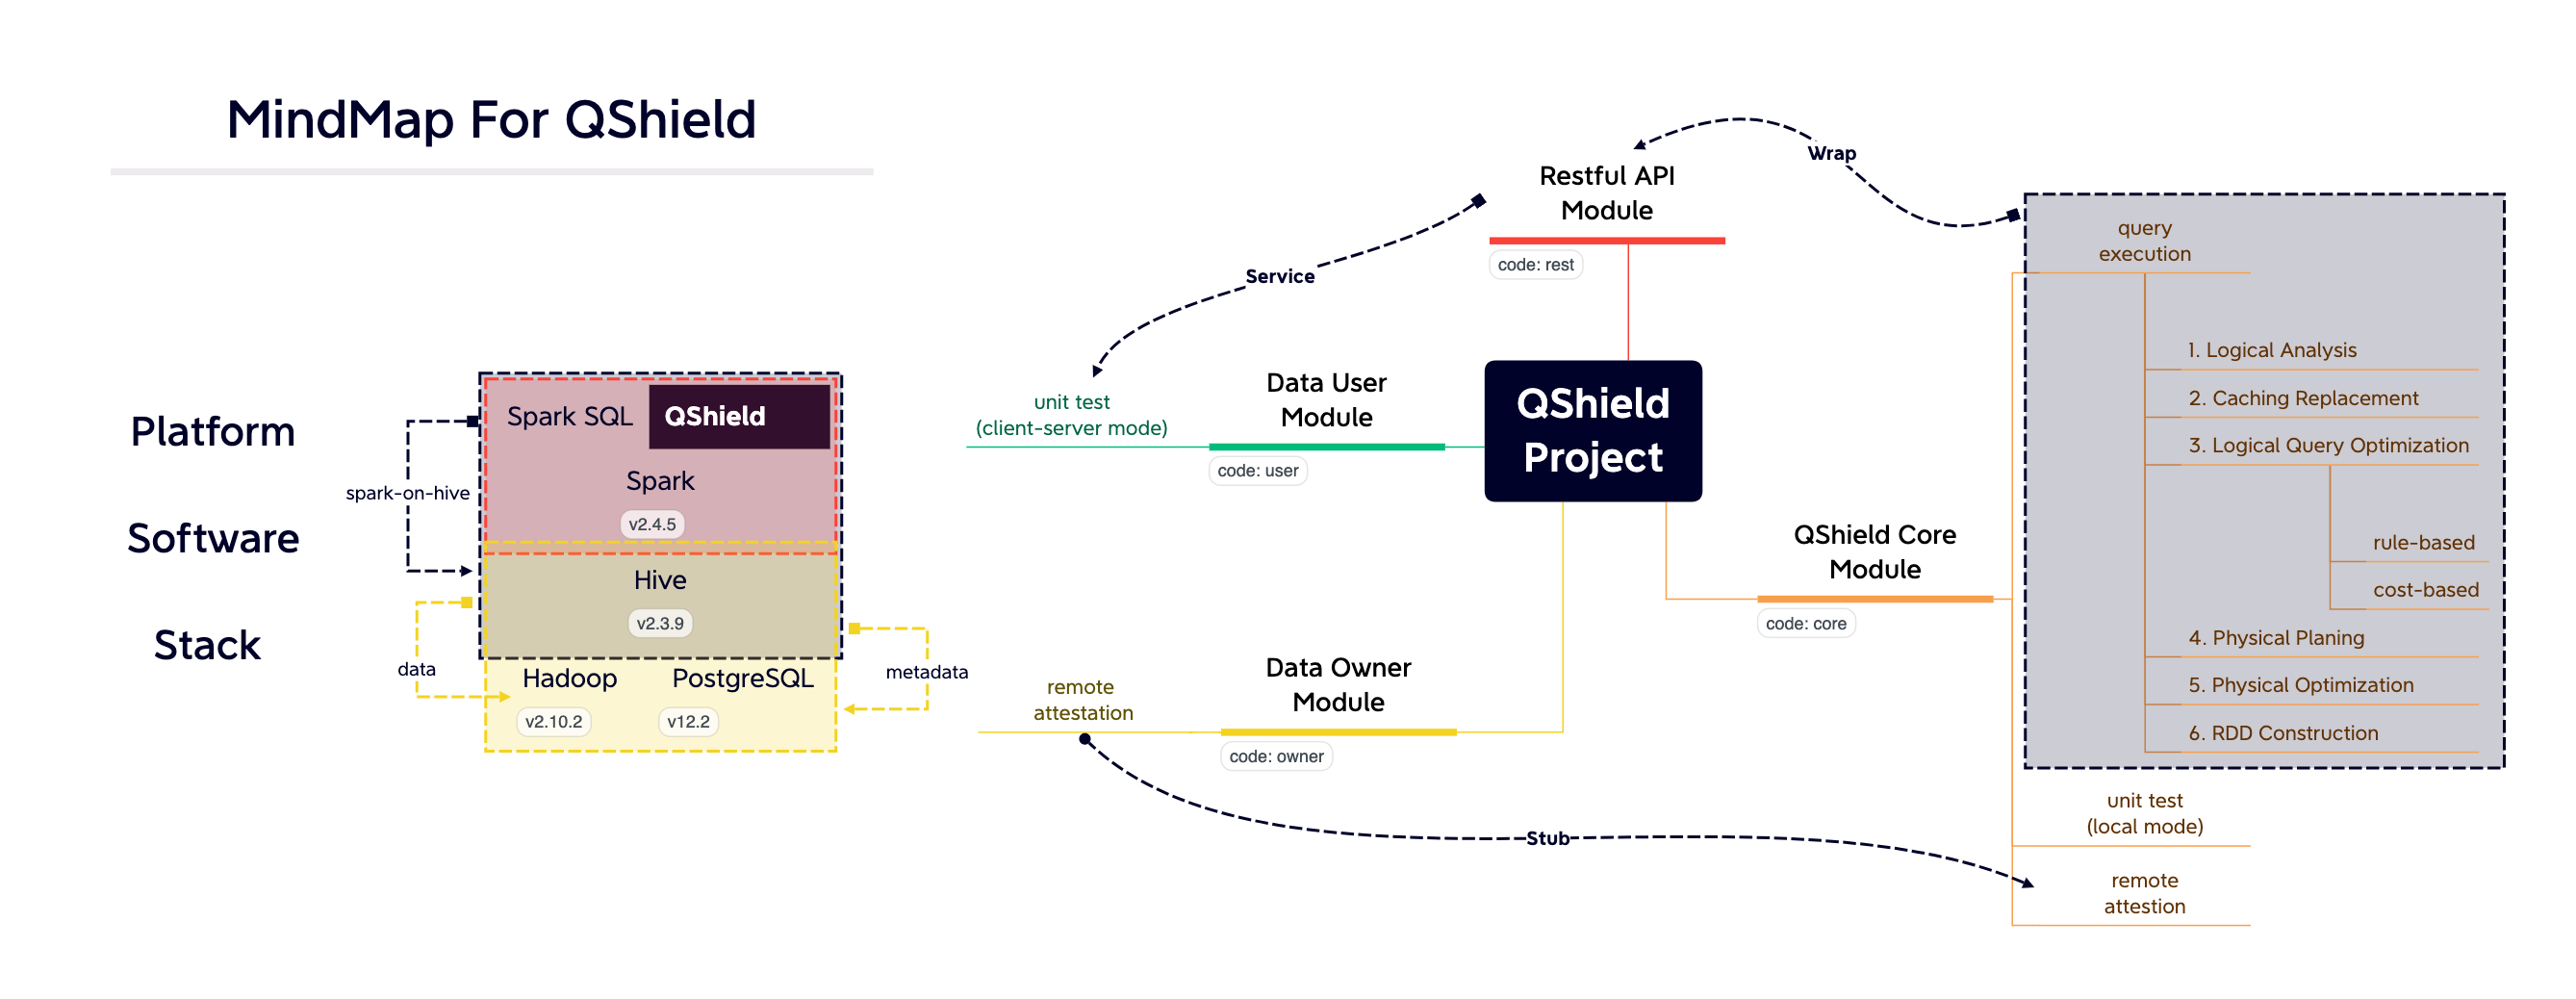 MindMap For QShield
Platform
Software
Stack
spark-on-hive
data
Spark SQL
QShield
Spark
v2.4.5
Hive
v2.3.9
Hadoop
PostgreSQL
v2.10.2
v12.2
metadata
Restful API
Module
code: rest
Wrap
Service
unit test
(client-server mode)
Data User
Module
code: user
QShield
Project
remote
attestation
Data Owner
Module
code: owner
Stub
QShield Core
Module
code: core
query
execution
1. Logical Analysis
2. Caching Replacement
3. Logical Query Optimization
rule-based
cost-based
4. Physical Planing
5. Physical Optimization
6. RDD Construction
unit test
(local mode)
remote
attestion